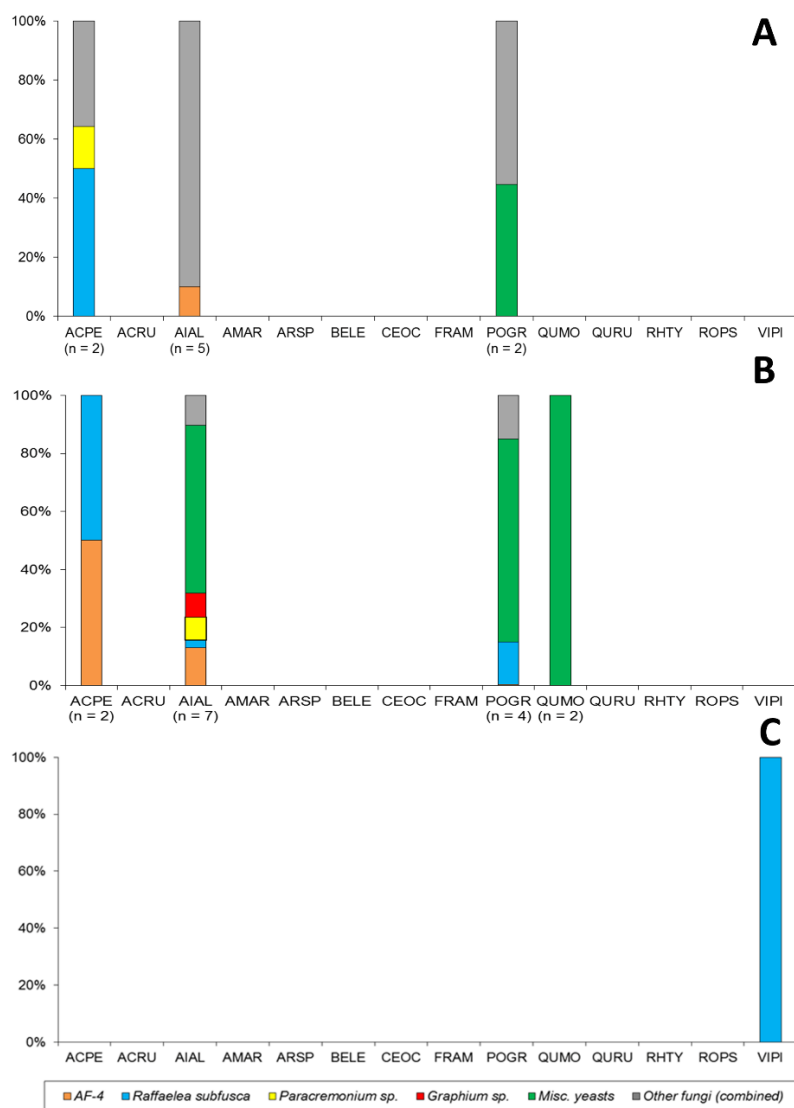 A
100%
80%
60%
40%
20%
0%
ACPE ACRU AIAL AMAR ARSP BELE CEOC FRAM POGR QUMO QURU RHTY ROPS VIPI
(n = 2) (n = 5) (n = 2)
B
100%
80%
60%
40%
20%
0%
ACPE ACRU AIAL AMAR ARSP BELE CEOC FRAM POGR QUMO QURU RHTY ROPS VIPI
(n = 2) (n = 7) (n = 4) (n = 2)
C
100%
80%
60%
40%
20%
0%
ACPE ACRU AIAL AMAR ARSP BELE CEOC FRAM POGR QUMO QURU RHTY ROPS VIPI
AF-4 Raffaelea subfusca Paracremonium sp. Graphium sp. Misc. yeasts Other fungi (combined)